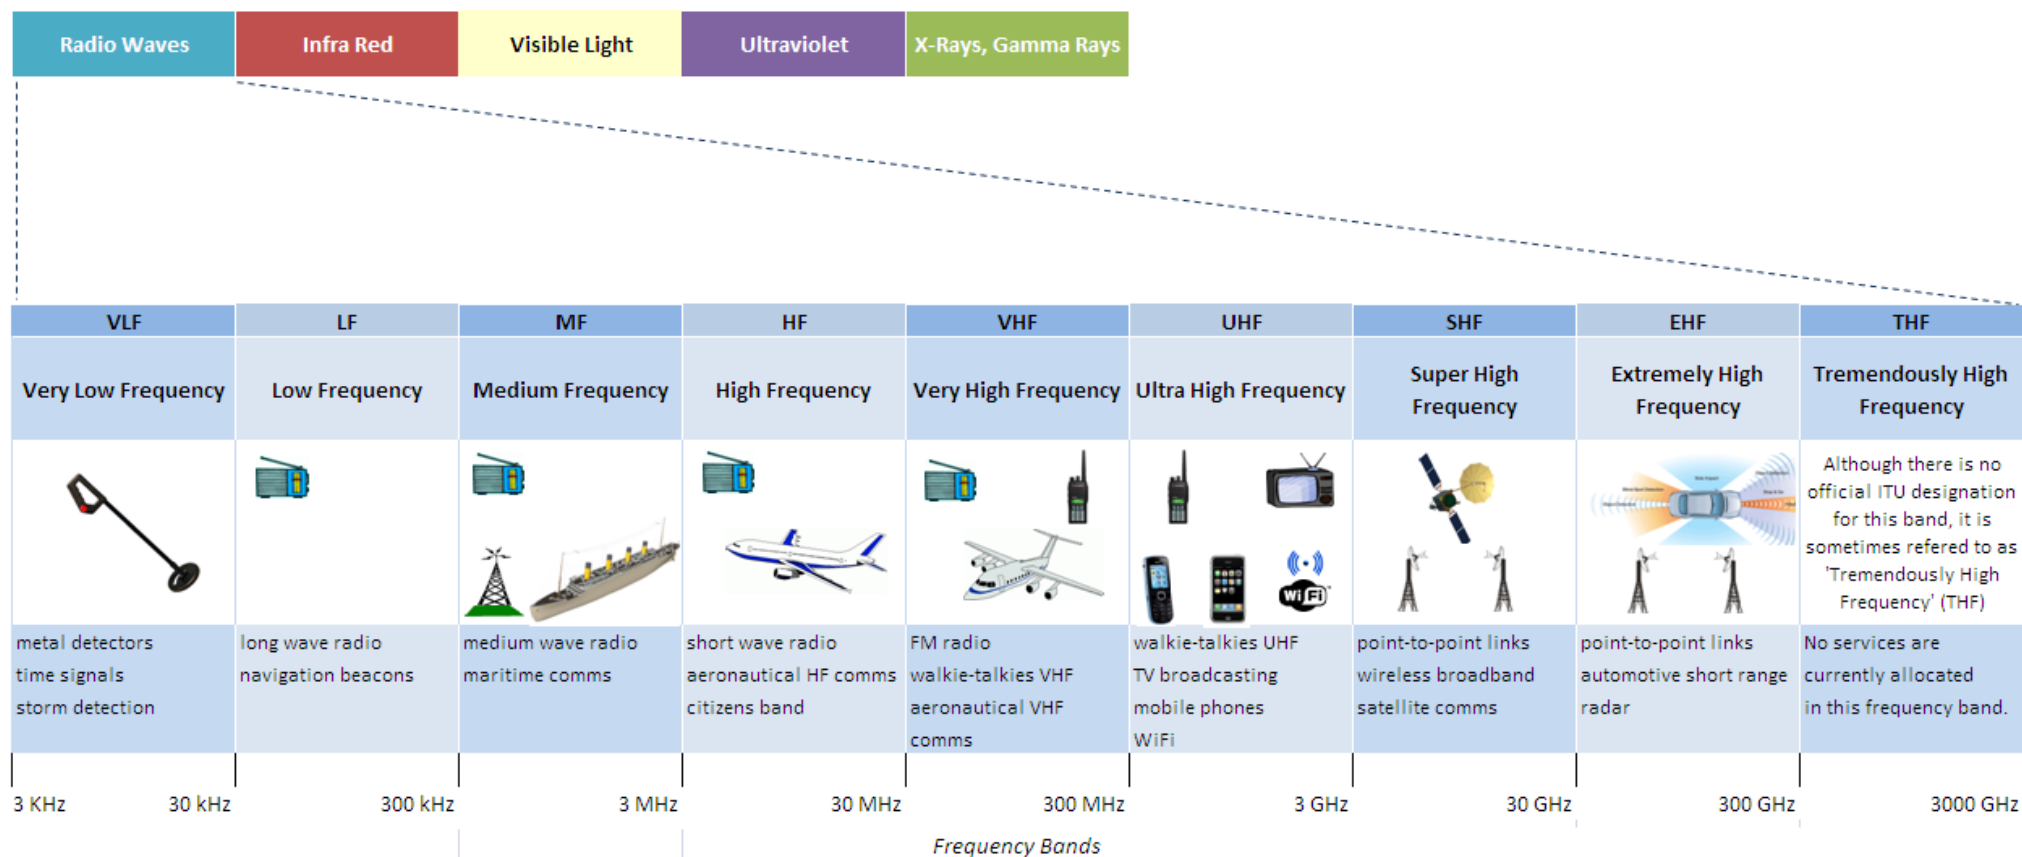 Radio Waves
Infra Red
Visible Light
Ultraviolet
X-Rays, Gamma Rays
VLF
LF
MF
HF
VHF
UHF
SHF
EHF
THF
Very Low Frequency
Low Frequency
Medium Frequency
High Frequency
Very High Frequency
Ultra High Frequency
Super High
Frequency
Extremely High
Frequency
Tremendously High
Frequency
WiFi
Although there is no
official ITU designation
for this band, it is
sometimes refered to as
'Tremendously High
Frequency' (THF)
metal detectors
time signals
storm detection
long wave radio
navigation beacons
medium wave radio
maritime comms
short wave radio
aeronautical HF comms
citizens band
FM radio
walkie-talkies VHF
aeronautical VHF
comms
walkie-talkies UHF
TV broadcasting
mobile phones
WiFi
point-to-point links
wireless broadband
satellite comms
point-to-point links
automotive short range
radar
No services are
currently allocated
in this frequency band.
3 KHz
30 kHz
300 kHz
3 MHz
30 MHz
300 MHz
3 GHz
30 GHz
300 GHz
3000 GHz
Frequency Bands